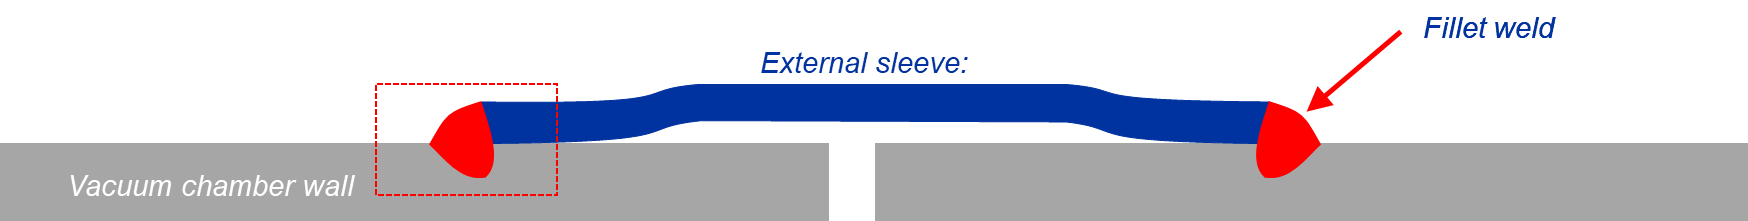 Fillet weld
External sleeve:
Vacuum chamber wall